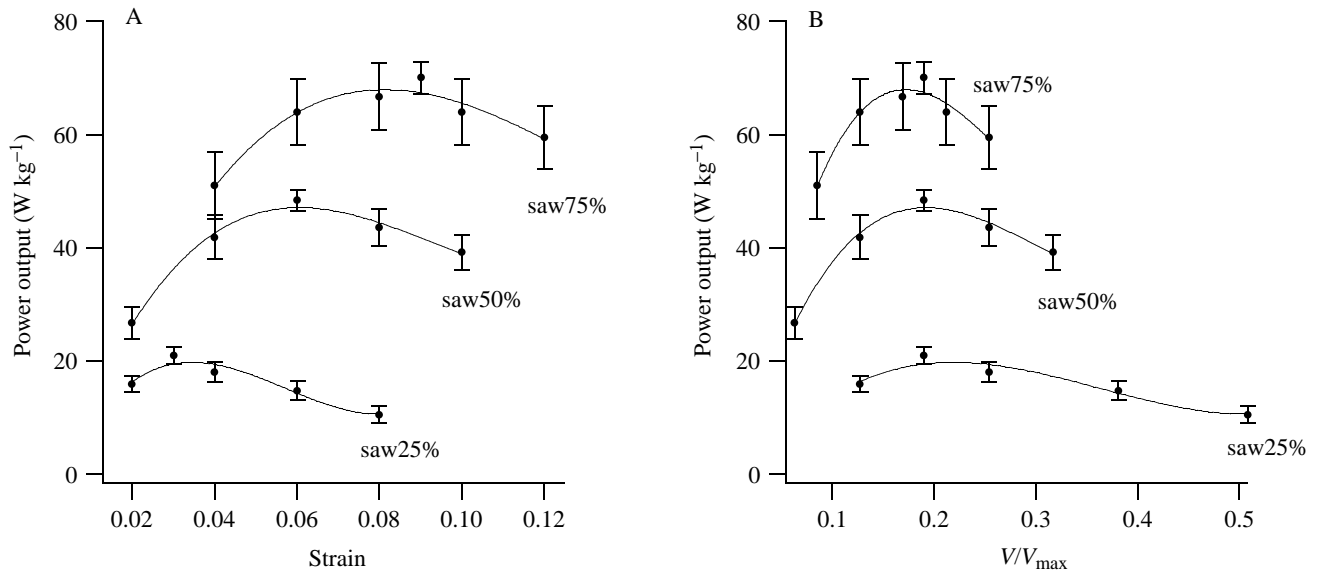 A
80
60
40
20
0
Power output (W kg⁻¹)
saw75%
saw50%
saw25%
0.02 0.04 0.06 0.08 0.10 0.12
Strain
B
80
60
40
20
0
Power output (W kg⁻¹)
saw75%
saw50%
saw25%
0.1 0.2 0.3 0.4 0.5
V/Vmax